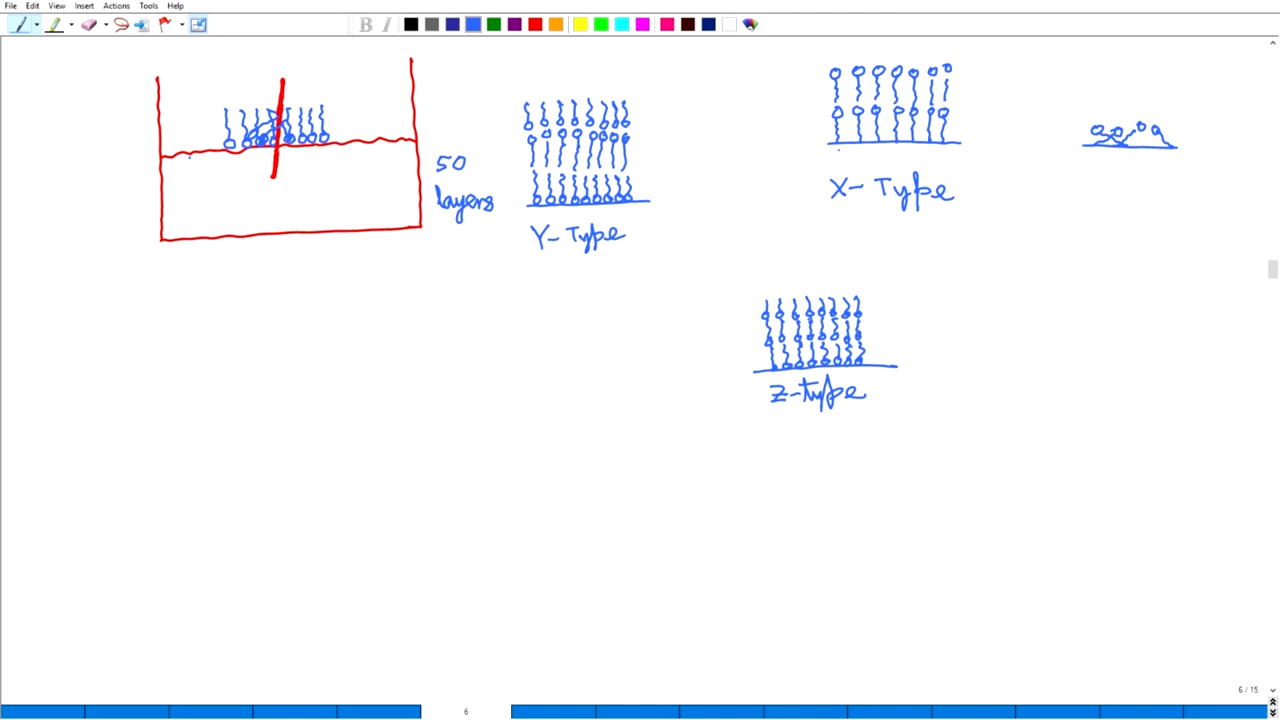 File Edit View Insert Actions Tools Help
B I
50
layers
Y-Type
X-Type
Z-type
6 / 15
6